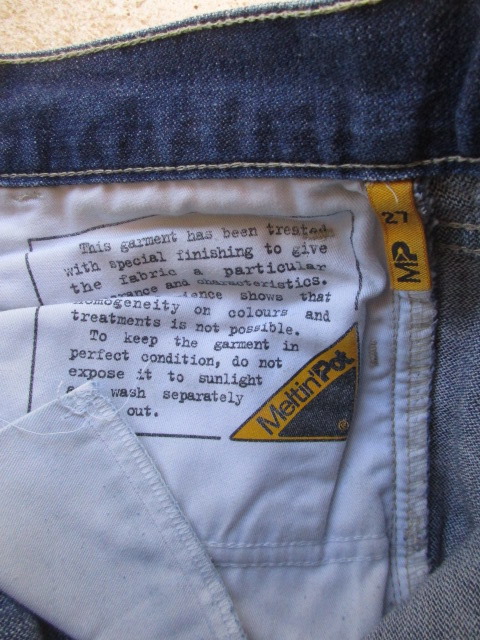 This garment has been treated
with special finishing to give
the fabric a particular
and characteristics.
shows that
homogeneity on colours and
treatments is not possible.
To keep the garment in
perfect condition, do not
expose it to sunlight
wash separately
out.
Meltin'Pot
®
27
MP